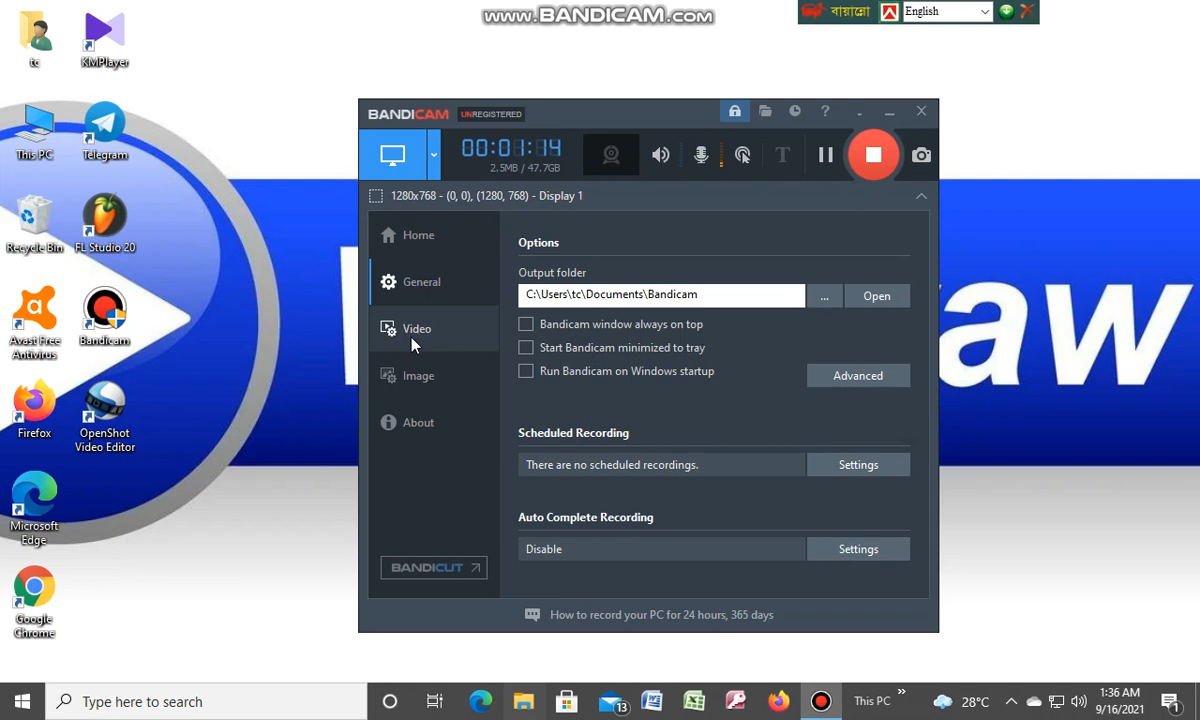 www.BANDICAM.com
বায়ান্নো
English
tc
KMPlayer
This PC
Telegram
Recycle Bin
FL Studio 20
Avast Free
Antivirus
Bandicam
Firefox
OpenShot
Video Editor
Microsoft
Edge
Google
Chrome
aw
BANDICAM UNREGISTERED
00:01:14
2.5MB / 47.7GB
T
1280x768 - (0, 0), (1280, 768) - Display 1
Home
General
Video
Image
About
BANDICUT
Options
Output folder
C:\Users\tc\Documents\Bandicam
...
Open
Bandicam window always on top
Start Bandicam minimized to tray
Run Bandicam on Windows startup
Advanced
Scheduled Recording
There are no scheduled recordings.
Settings
Auto Complete Recording
Disable
Settings
How to record your PC for 24 hours, 365 days
Type here to search
13
This PC
28°C
1:36 AM
9/16/2021
1